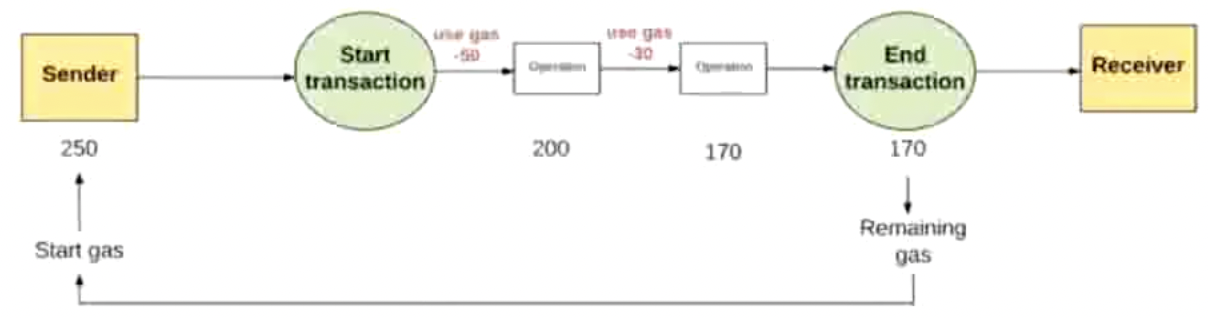 use gas
-50
use gas
-30
Start
transaction
Operation
Operation
End
transaction
Sender
Receiver
250
200
170
170
Start gas
Remaining
gas